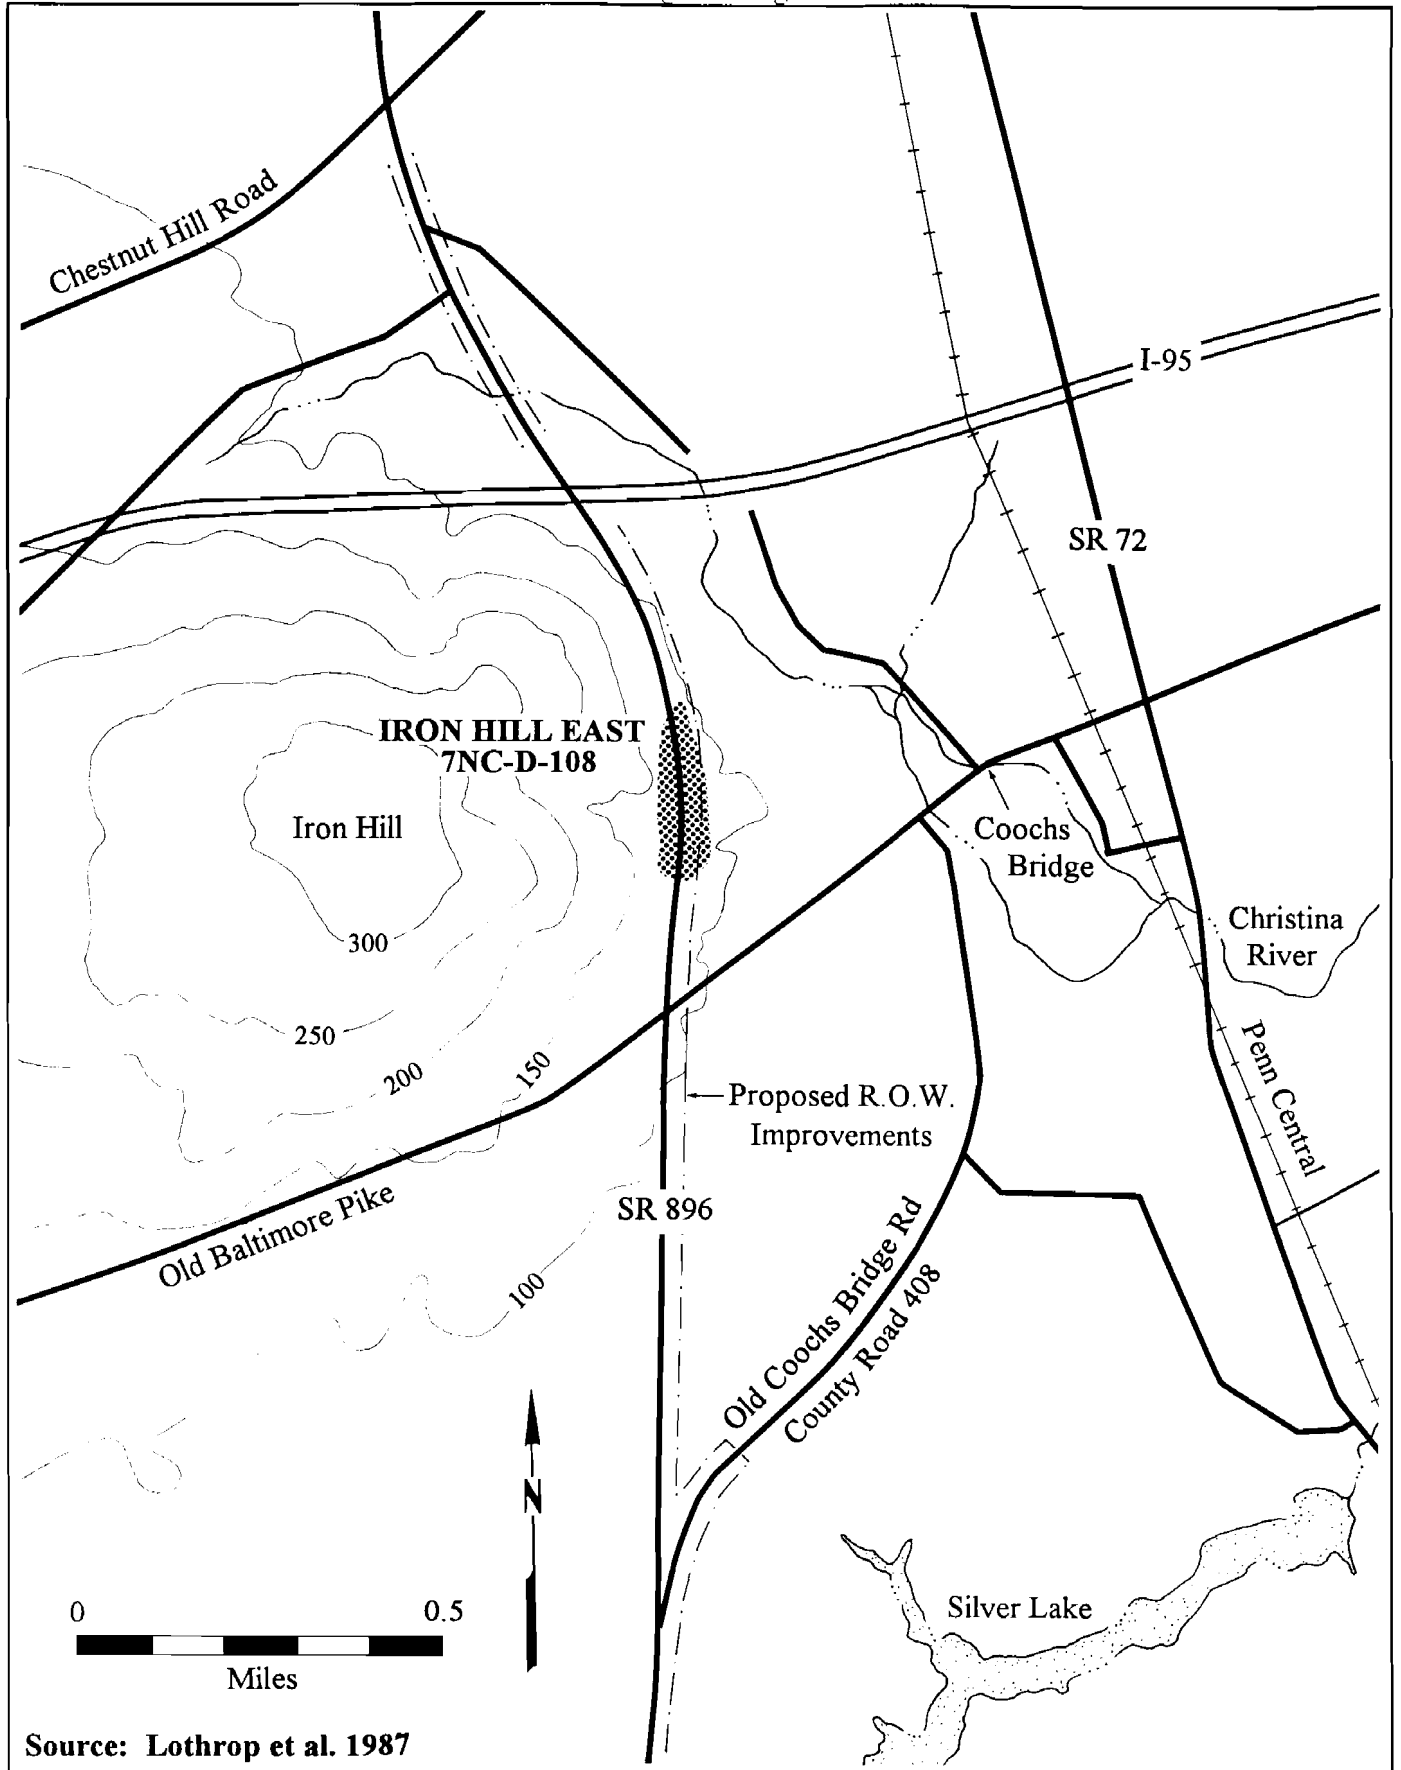 Chestnut Hill Road
I-95
SR 72
IRON HILL EAST
7NC-D-108
Iron Hill
Coochs
Bridge
300
Christina
River
250
200
150
Penn Central
Proposed R.O.W.
Improvements
SR 896
Old Baltimore Pike
100
Old Coochs Bridge Rd
County Road 408
N
0
0.5
Miles
Silver Lake
Source: Lothrop et al. 1987